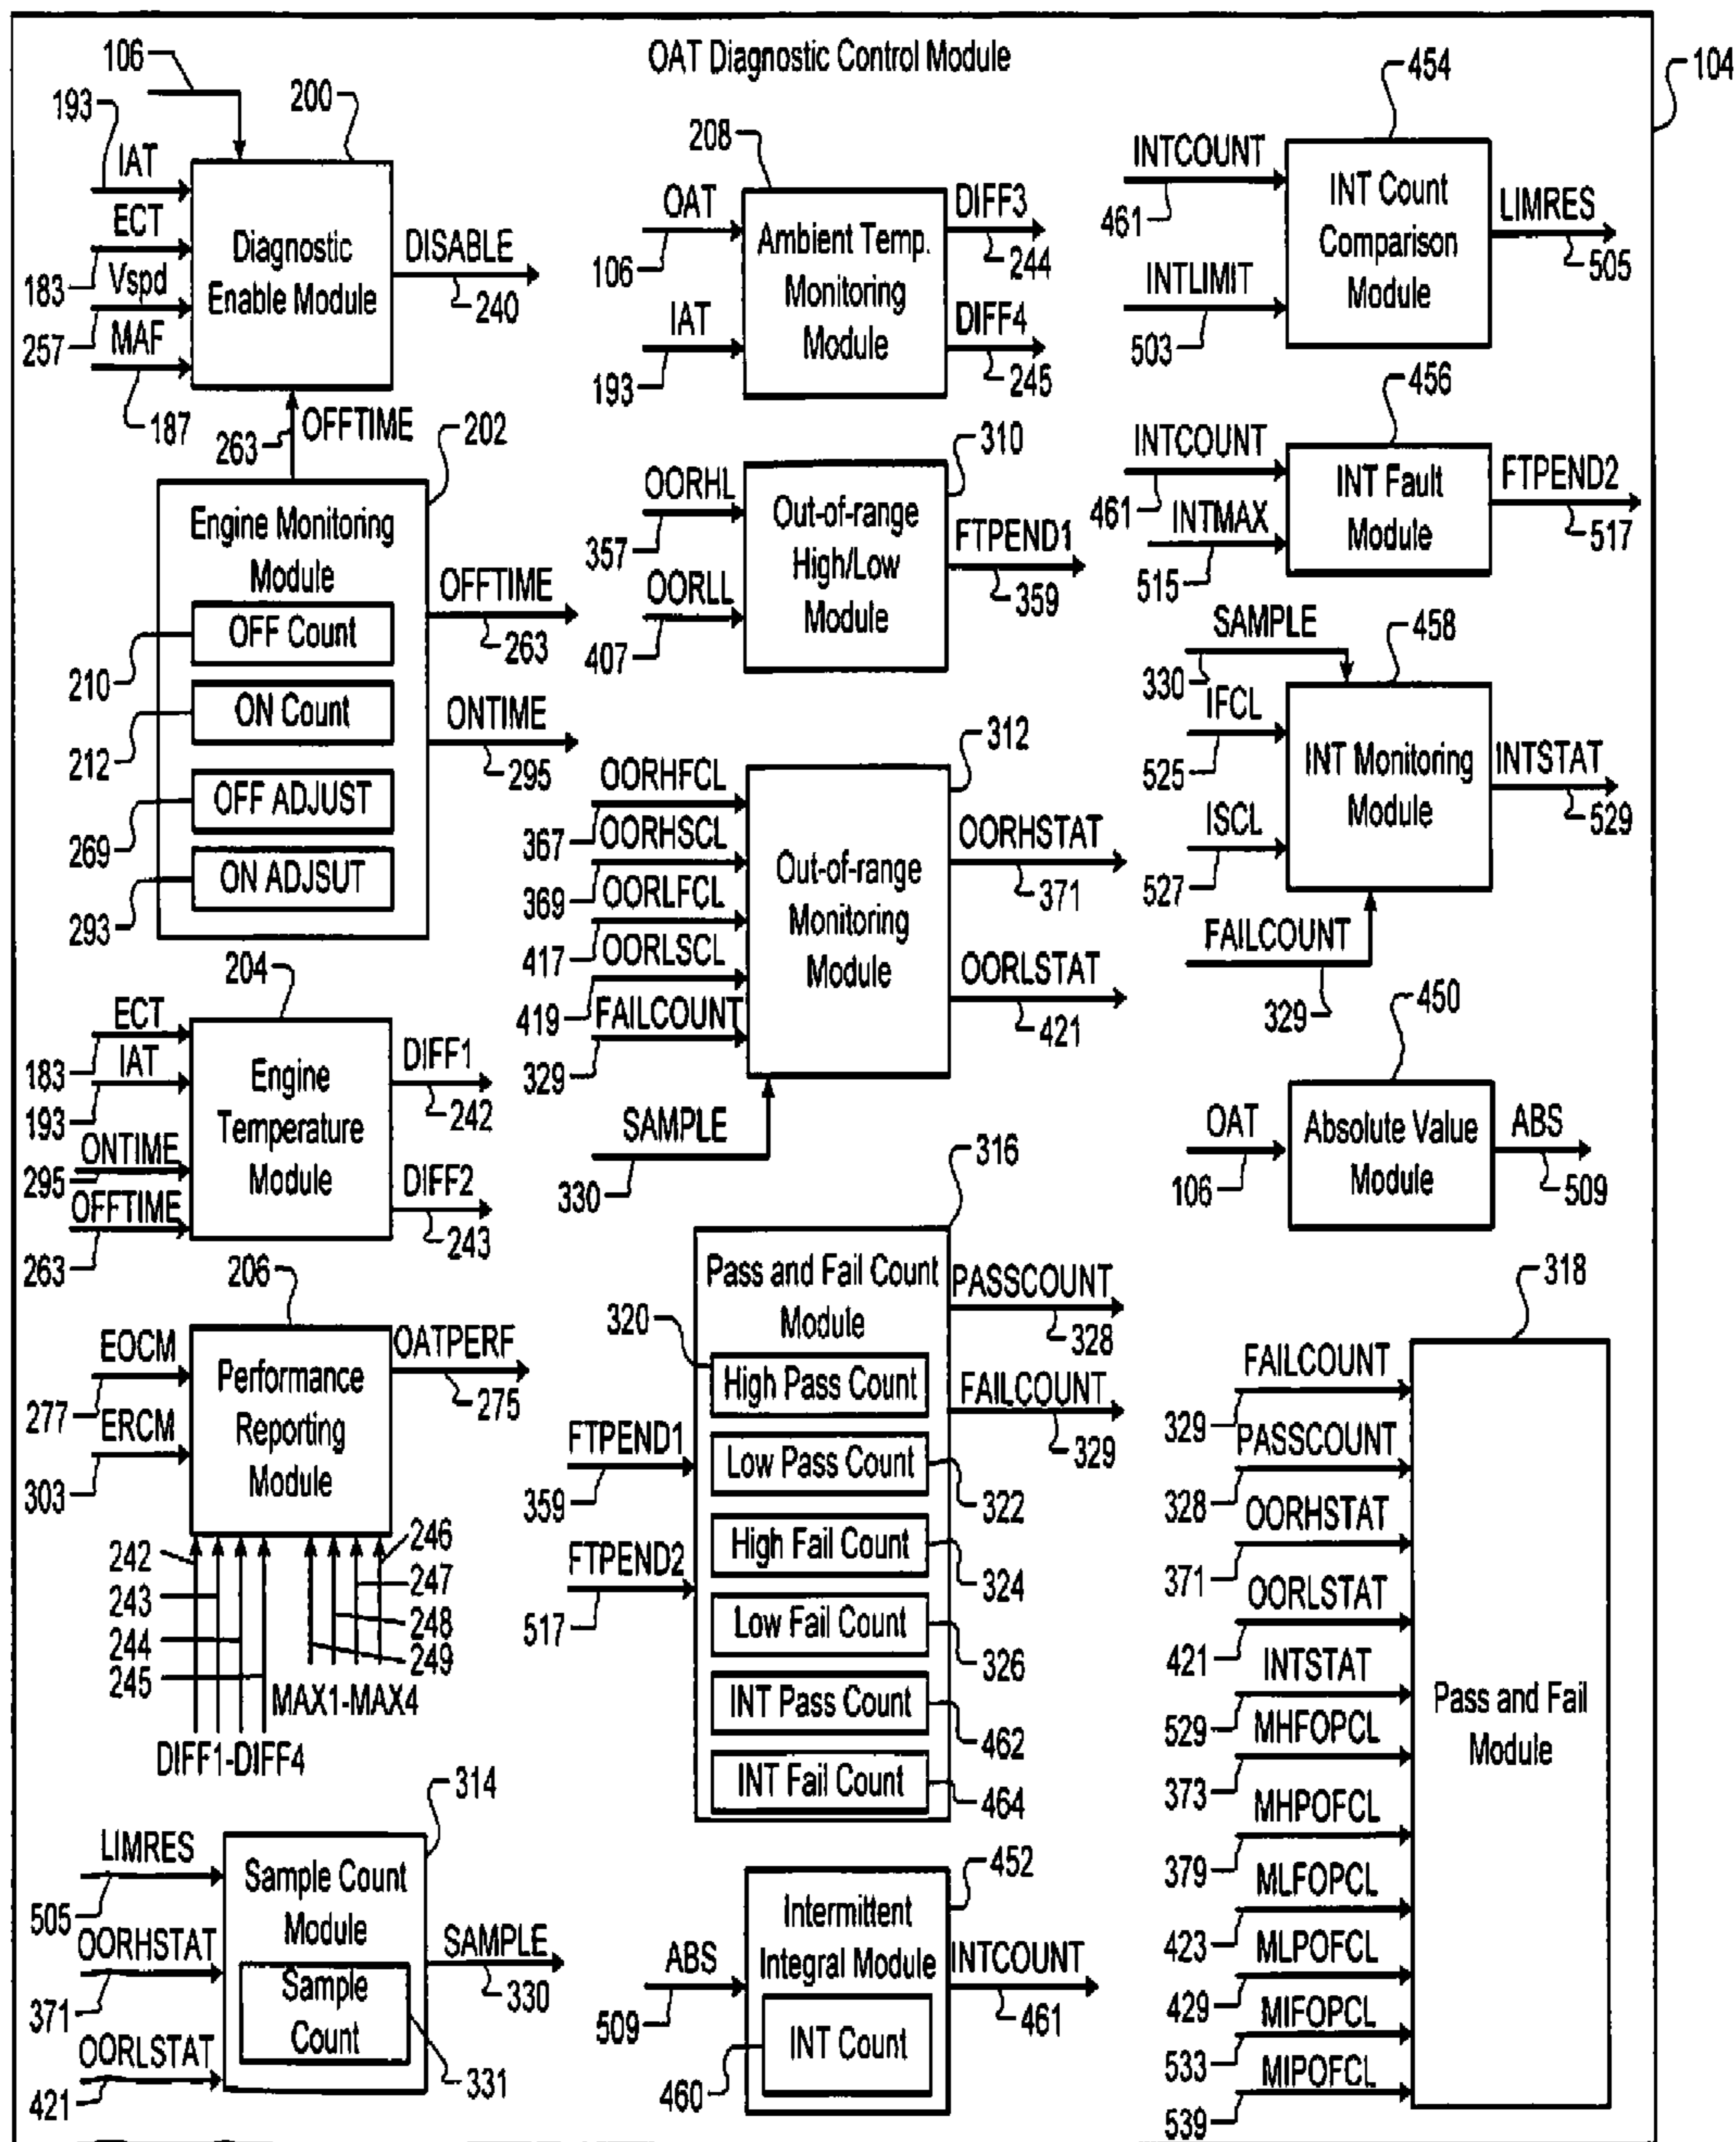 OAT Diagnostic Control Module
104
106
193
IAT
ECT
183
Vspd
257
MAF
187
200
Diagnostic
Enable Module
DISABLE
240
263
OFFTIME
202
Engine Monitoring
Module
OFF Count
210
ON Count
212
OFF ADJUST
269
ON ADJSUT
293
OFFTIME
263
ONTIME
295
204
ECT
183
IAT
193
ONTIME
295
OFFTIME
263
Engine
Temperature
Module
DIFF1
242
DIFF2
243
206
EOCM
277
ERCM
303
Performance
Reporting
Module
OATPERF
275
242
243
244
245
246
247
248
249
MAX1-MAX4
DIFF1-DIFF4
314
LIMRES
505
OORHSTAT
371
OORLSTAT
421
Sample Count
Module
Sample
Count
331
SAMPLE
330
208
OAT
106
IAT
193
Ambient Temp.
Monitoring
Module
DIFF3
244
DIFF4
245
310
OORHL
357
OORLL
407
Out-of-range
High/Low
Module
FTPEND1
359
312
OORHFCL
367
OORHSCL
369
OORLFCL
417
OORLSCL
419
FAILCOUNT
329
SAMPLE
330
Out-of-range
Monitoring
Module
OORHSTAT
371
OORLSTAT
421
316
Pass and Fail Count
Module
320
High Pass Count
Low Pass Count
322
High Fail Count
324
Low Fail Count
326
INT Pass Count
462
INT Fail Count
464
FTPEND1
359
FTPEND2
517
PASSCOUNT
328
FAILCOUNT
329
452
ABS
509
Intermittent
Integral Module
INT Count
460
INTCOUNT
461
454
INTCOUNT
461
INTLIMIT
503
INT Count
Comparison
Module
LIMRES
505
456
INTCOUNT
461
INTMAX
515
INT Fault
Module
FTPEND2
517
458
SAMPLE
330
IFCL
525
ISCL
527
FAILCOUNT
329
INT Monitoring
Module
INTSTAT
529
450
OAT
106
Absolute Value
Module
ABS
509
318
FAILCOUNT
329
PASSCOUNT
328
OORHSTAT
371
OORLSTAT
421
INTSTAT
529
MHFOPCL
373
MHPOFCL
379
MLFOPCL
423
MLPOFCL
429
MIFOPCL
533
MIPOFCL
539
Pass and Fail
Module